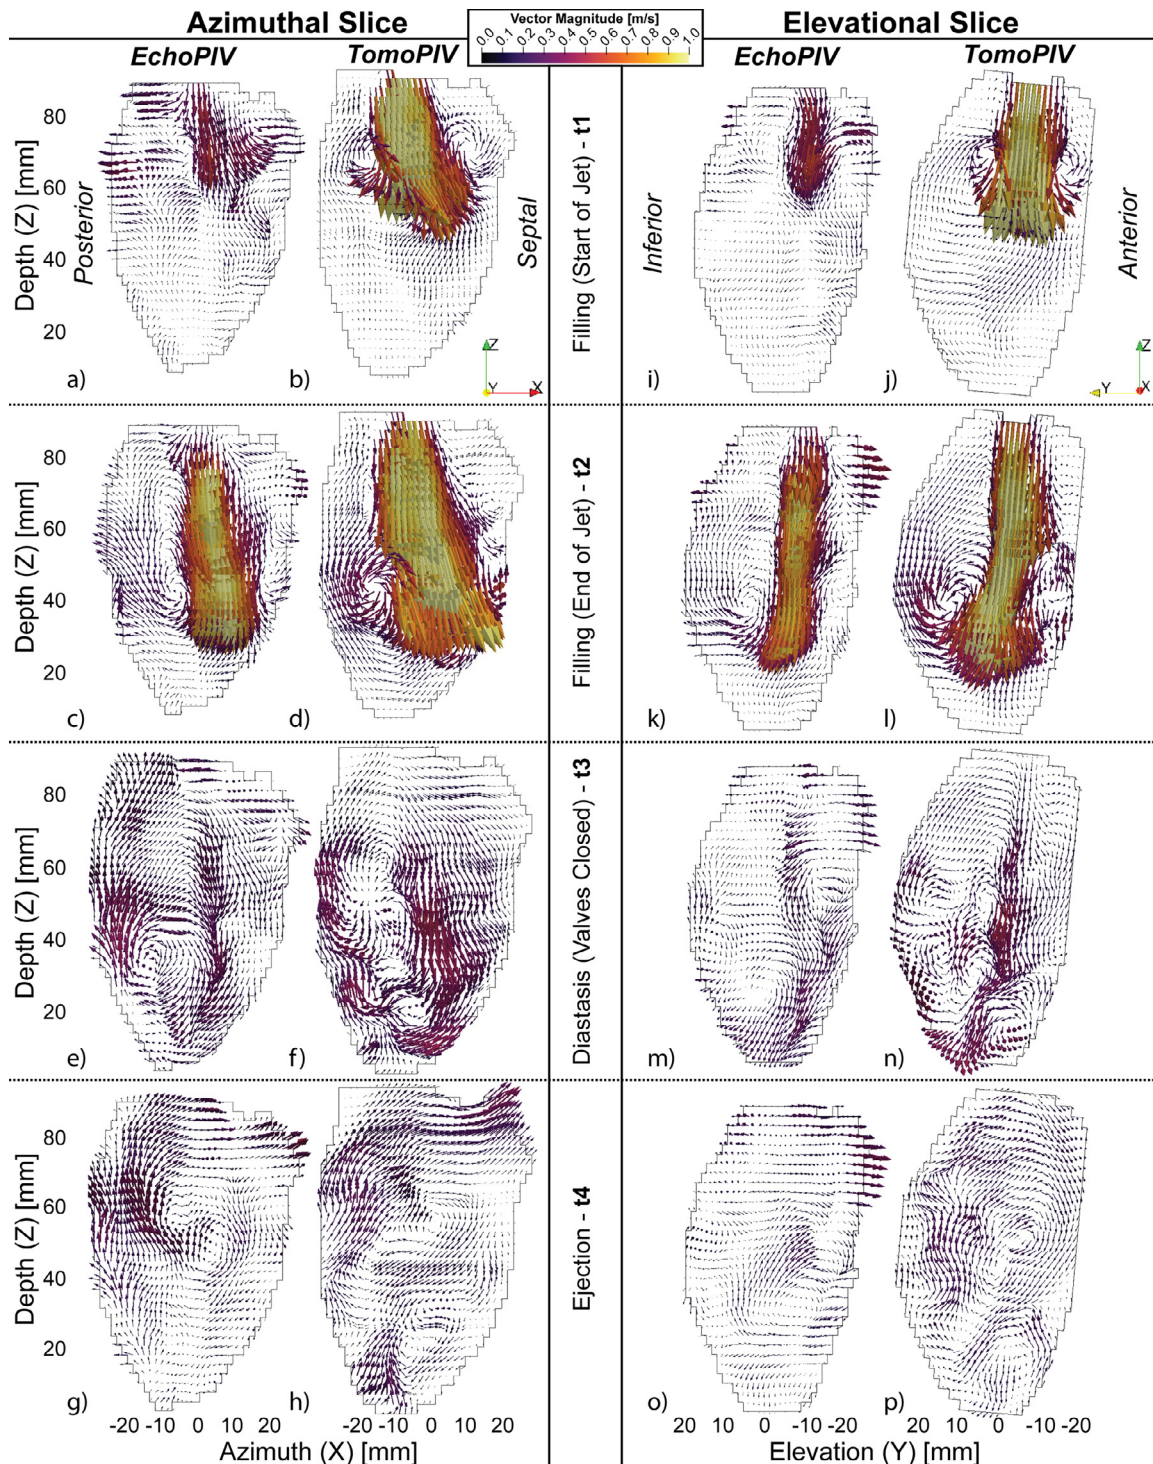 Azimuthal Slice
Elevational Slice
Vector Magnitude [m/s]
0.0 0.1 0.2 0.3 0.4 0.5 0.6 0.7 0.8 0.9 1.0
EchoPIV
TomoPIV
EchoPIV
TomoPIV
Depth (Z) [mm]
80
60
40
20
Posterior
Septal
Filling (Start of Jet) - t1
Inferior
Anterior
a)
b)
Z
Y
X
i)
j)
Z
Y
X
Depth (Z) [mm]
80
60
40
20
Filling (End of Jet) - t2
c)
d)
k)
l)
Depth (Z) [mm]
80
60
40
20
Diastasis (Valves Closed) - t3
e)
f)
m)
n)
Depth (Z) [mm]
80
60
40
20
Ejection - t4
g)
h)
o)
p)
-20 -10 0 10 20
-20 -10 0 10 20
20 10 0 -10 -20
20 10 0 -10 -20
Azimuth (X) [mm]
Elevation (Y) [mm]